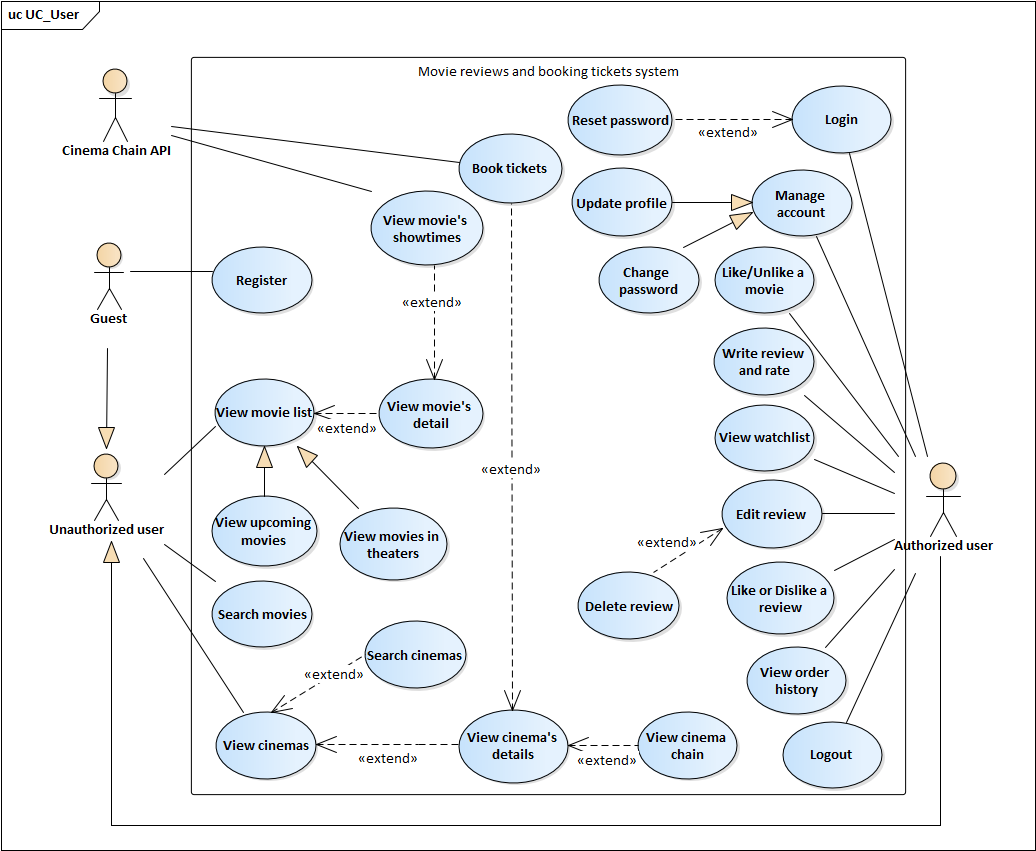 uc UC_User
Movie reviews and booking tickets system
Cinema Chain API
Reset password
«extend»
Login
Book tickets
View movie's
showtimes
Update profile
Manage
account
Change
password
Like/Unlike a
movie
Guest
Register
«extend»
Write review
and rate
View movie list
«extend»
View movie's
detail
View watchlist
«extend»
Unauthorized user
View upcoming
movies
View movies in
theaters
Edit review
«extend»
Authorized user
Delete review
Like or Dislike a
review
Search movies
Search cinemas
«extend»
View order
history
View cinemas
«extend»
View cinema's
details
«extend»
View cinema
chain
Logout